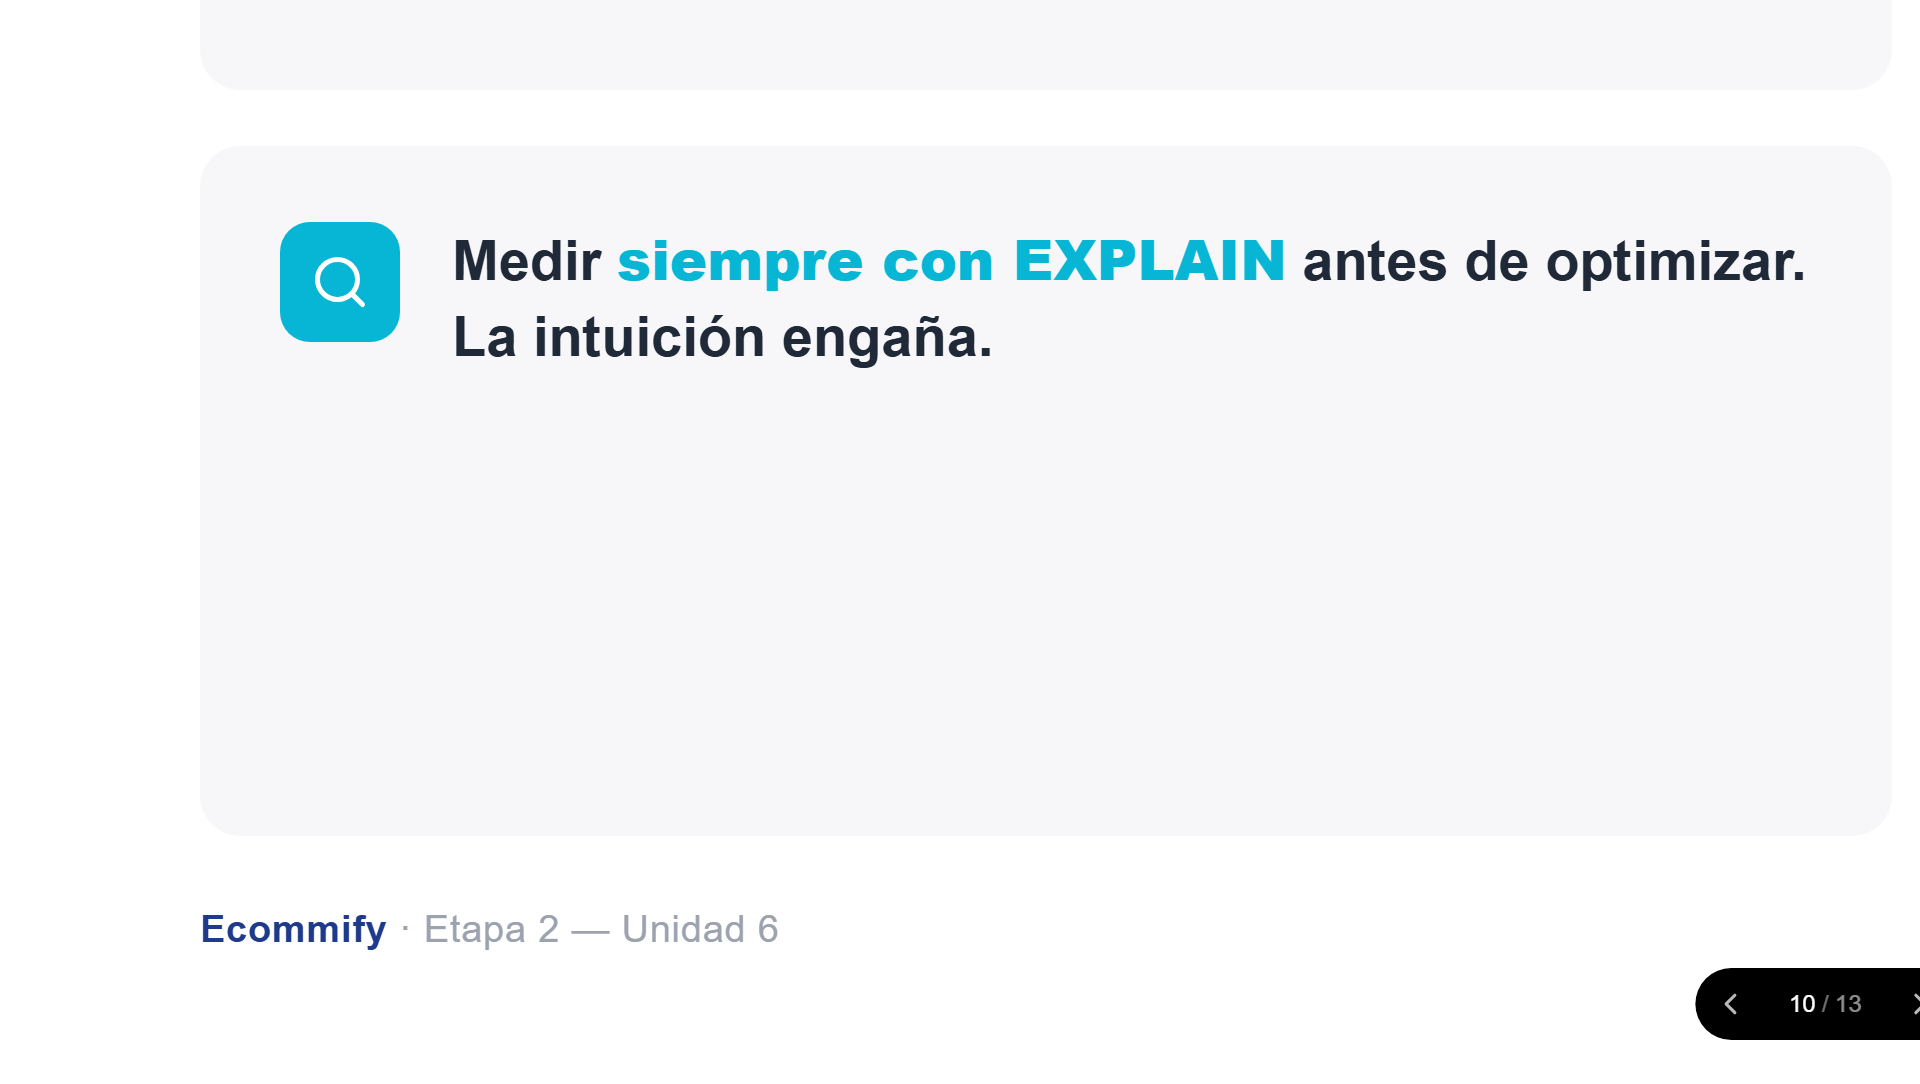 Medir siempre con EXPLAIN antes de optimizar.
La intuición engaña.
Ecommify · Etapa 2 — Unidad 6
10 / 13